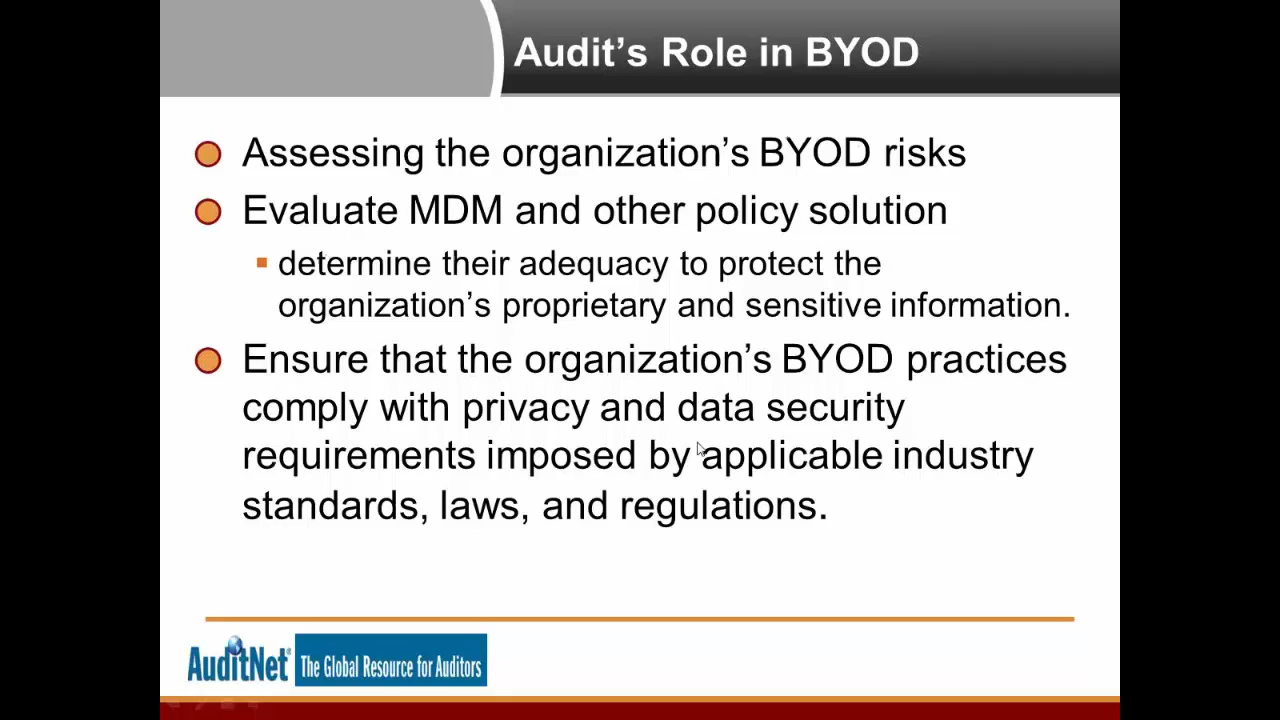 Audit's Role in BYOD
Assessing the organization's BYOD risks
Evaluate MDM and other policy solution
determine their adequacy to protect the
organization's proprietary and sensitive information.
Ensure that the organization's BYOD practices
comply with privacy and data security
requirements imposed by applicable industry
standards, laws, and regulations.
AuditNet® The Global Resource for Auditors